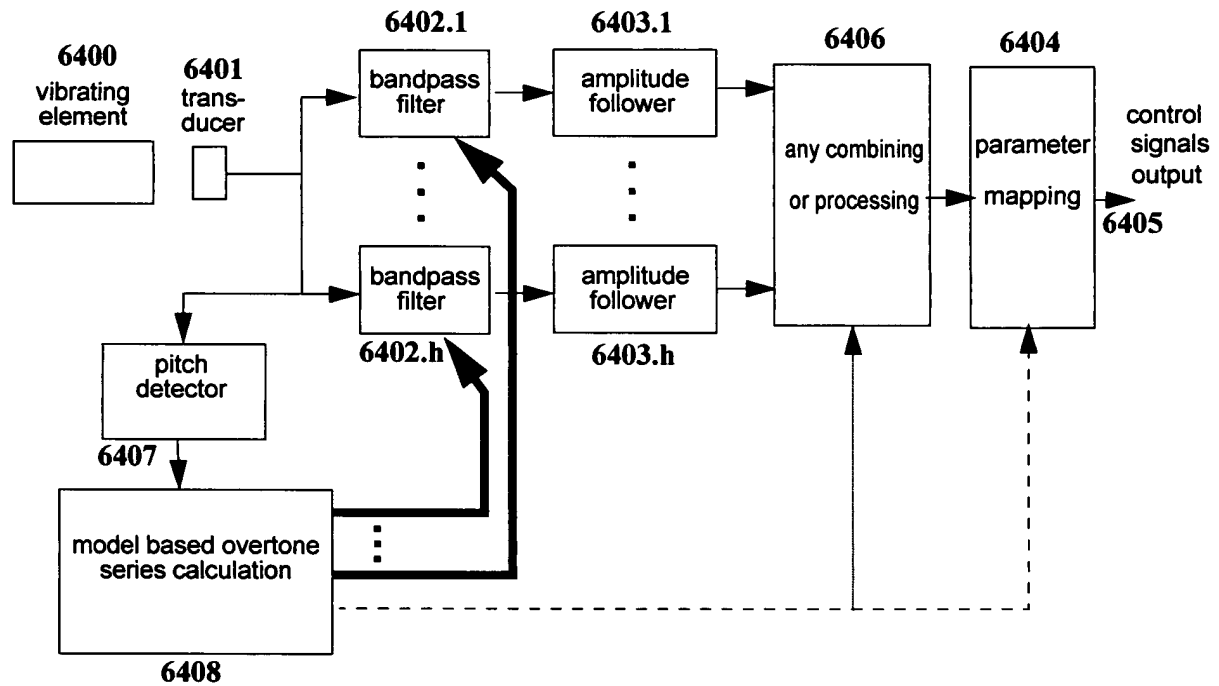 6400
vibrating
element
6401
trans-
ducer
6402.1
bandpass
filter
6403.1
amplitude
follower
6406
any combining
or processing
6404
parameter
mapping
control
signals
output
6405
bandpass
filter
6402.h
amplitude
follower
6403.h
pitch
detector
6407
model based overtone
series calculation
6408